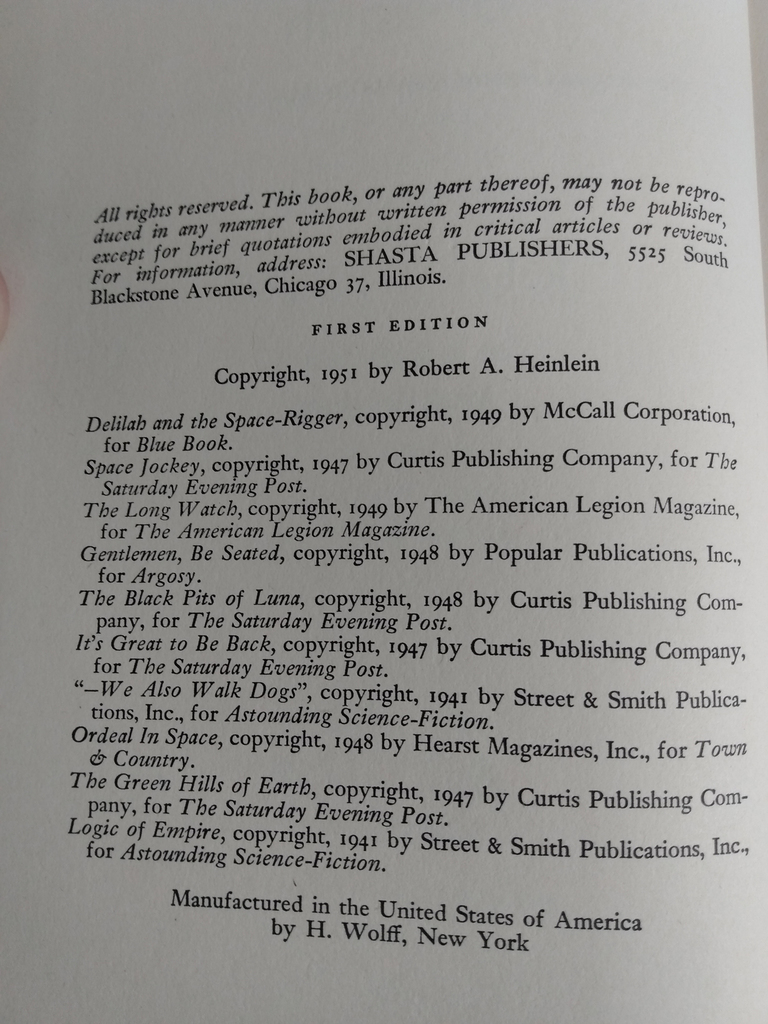 All rights reserved. This book, or any part thereof, may not be repro-
duced in any manner without written permission of the publisher,
except for brief quotations embodied in critical articles or reviews.
For information, address: SHASTA PUBLISHERS, 5525 South
Blackstone Avenue, Chicago 37, Illinois.
FIRST EDITION
Copyright, 1951 by Robert A. Heinlein
Delilah and the Space-Rigger, copyright, 1949 by McCall Corporation,
for Blue Book.
Space Jockey, copyright, 1947 by Curtis Publishing Company, for The
Saturday Evening Post.
The Long Watch, copyright, 1949 by The American Legion Magazine,
for The American Legion Magazine.
Gentlemen, Be Seated, copyright, 1948 by Popular Publications, Inc.,
for Argosy.
The Black Pits of Luna, copyright, 1948 by Curtis Publishing Com-
pany, for The Saturday Evening Post.
It's Great to Be Back, copyright, 1947 by Curtis Publishing Company,
for The Saturday Evening Post.
"—We Also Walk Dogs", copyright, 1941 by Street & Smith Publica-
tions, Inc., for Astounding Science-Fiction.
Ordeal In Space, copyright, 1948 by Hearst Magazines, Inc., for Town
& Country.
The Green Hills of Earth, copyright, 1947 by Curtis Publishing Com-
pany, for The Saturday Evening Post.
Logic of Empire, copyright, 1941 by Street & Smith Publications, Inc.,
for Astounding Science-Fiction.
Manufactured in the United States of America
by H. Wolff, New York